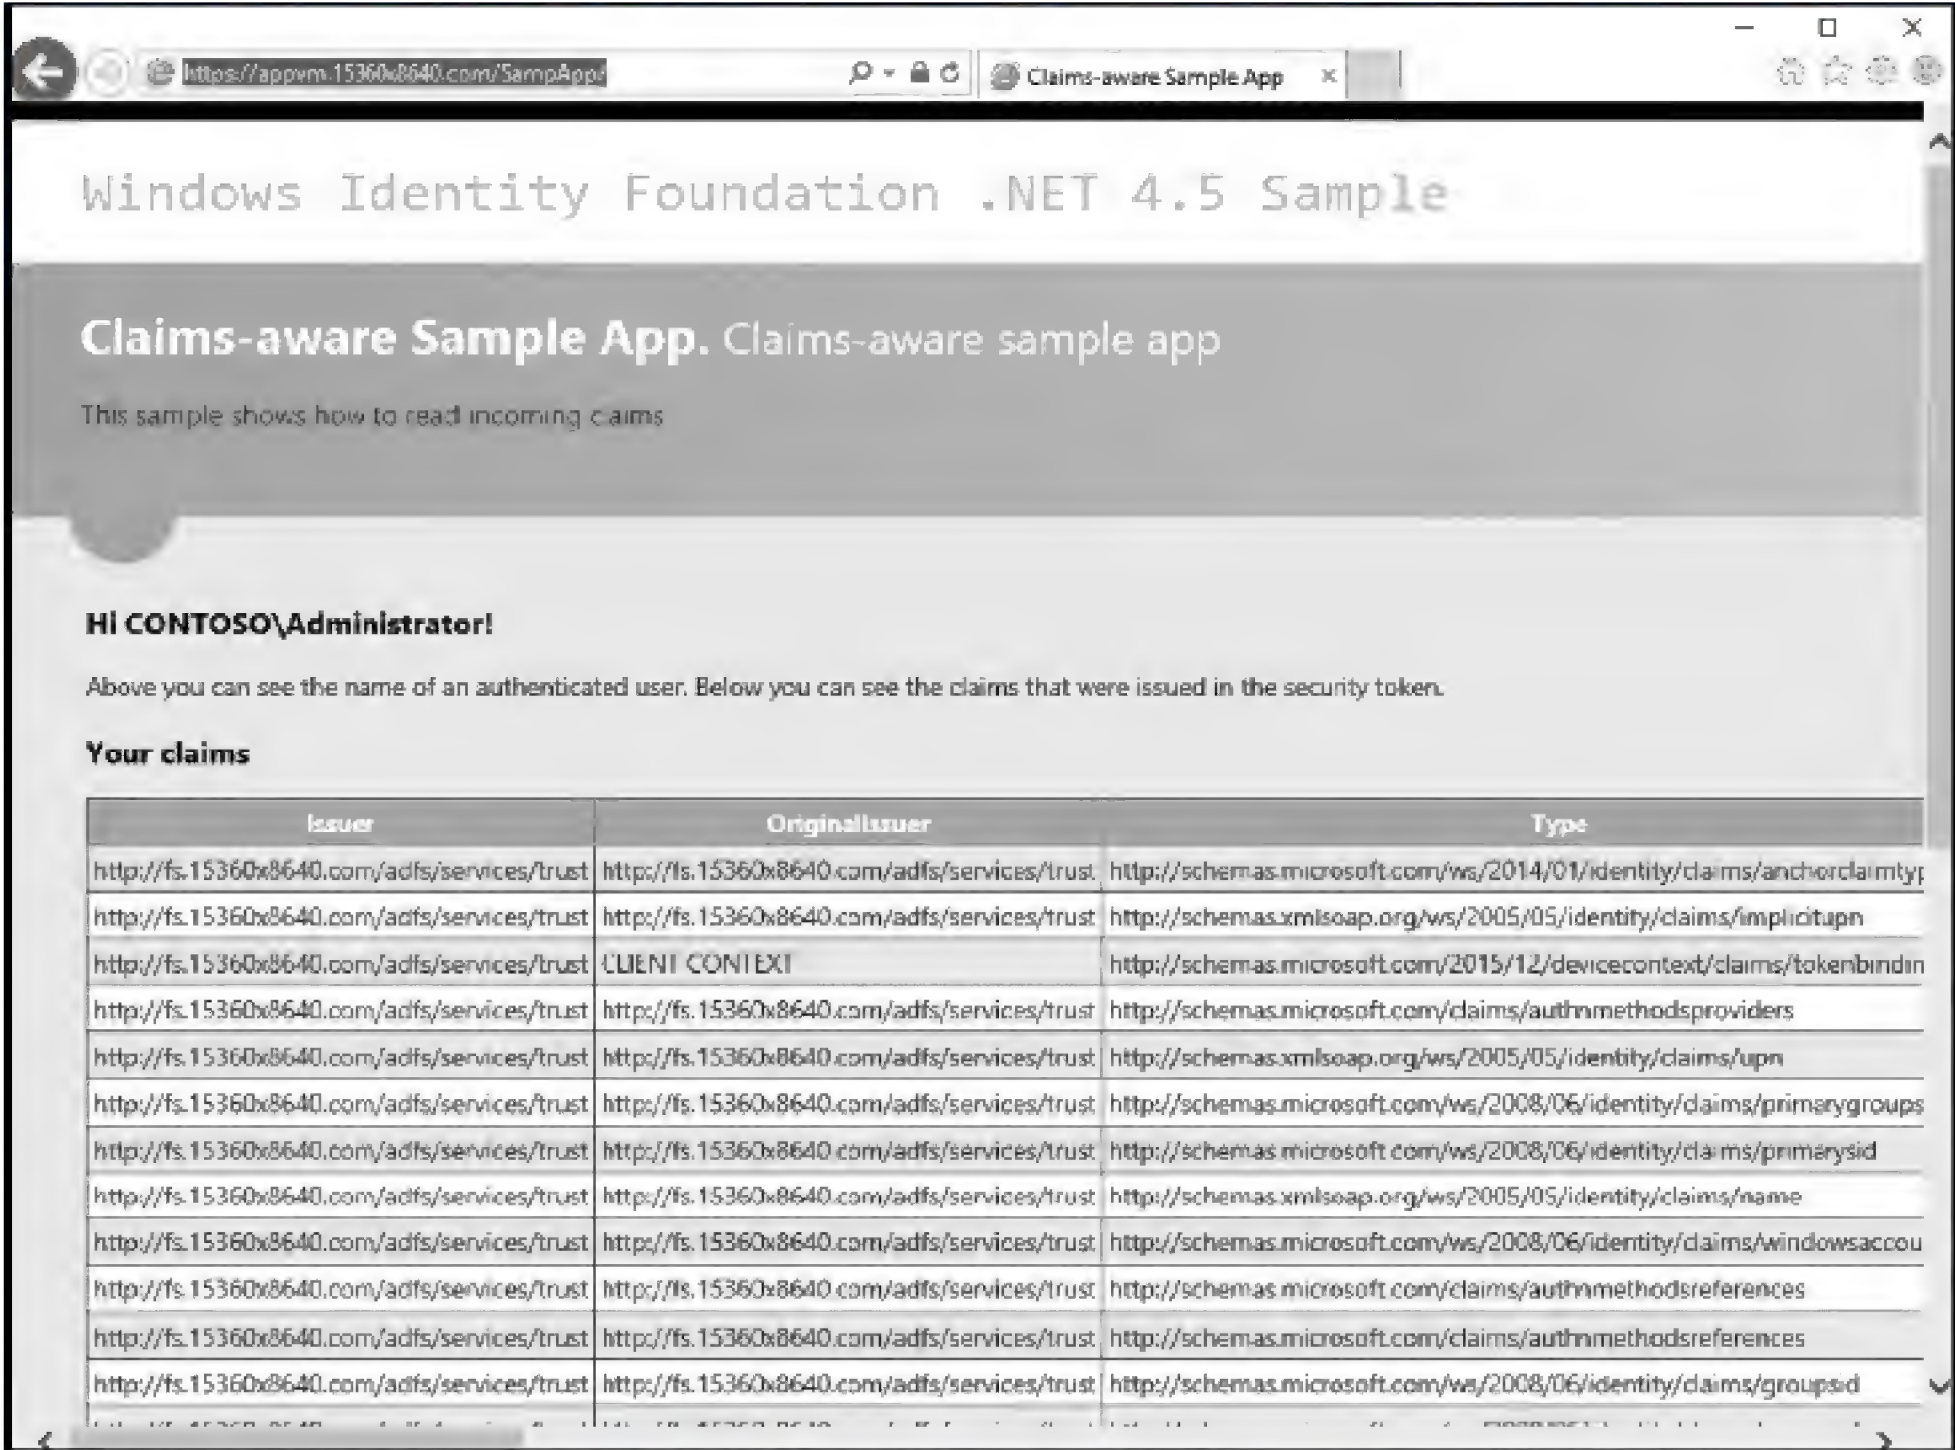 https://appvm.15360x8640.com/SampApp/
Claims-aware Sample App
Windows Identity Foundation .NET 4.5 Sample
Claims-aware Sample App. Claims-aware sample app
This sample shows how to read incoming claims
Hi CONTOSO\Administrator!
Above you can see the name of an authenticated user. Below you can see the claims that were issued in the security token.
Your claims
Issuer OriginalIssuer Type
http://fs.15360x8640.com/adfs/services/trust http://fs.15360x8640.com/adfs/services/trust http://schemas.microsoft.com/ws/2014/01/identity/claims/anchorclaimtyp
http://fs.15360x8640.com/adfs/services/trust http://fs.15360x8640.com/adfs/services/trust http://schemas.xmlsoap.org/ws/2005/05/identity/claims/implicitupn
http://fs.15360x8640.com/adfs/services/trust CLIENT CONTEXT http://schemas.microsoft.com/2015/12/devicecontext/claims/tokenbindin
http://fs.15360x8640.com/adfs/services/trust http://fs.15360x8640.com/adfs/services/trust http://schemas.microsoft.com/claims/authnmethodsproviders
http://fs.15360x8640.com/adfs/services/trust http://fs.15360x8640.com/adfs/services/trust http://schemas.xmlsoap.org/ws/2005/05/identity/claims/upn
http://fs.15360x8640.com/adfs/services/trust http://fs.15360x8640.com/adfs/services/trust http://schemas.microsoft.com/ws/2008/06/identity/claims/primarygroups
http://fs.15360x8640.com/adfs/services/trust http://fs.15360x8640.com/adfs/services/trust http://schemas.microsoft.com/ws/2008/06/identity/claims/primarysid
http://fs.15360x8640.com/adfs/services/trust http://fs.15360x8640.com/adfs/services/trust http://schemas.xmlsoap.org/ws/2005/05/identity/claims/name
http://fs.15360x8640.com/adfs/services/trust http://fs.15360x8640.com/adfs/services/trust http://schemas.microsoft.com/ws/2008/06/identity/claims/windowsaccou
http://fs.15360x8640.com/adfs/services/trust http://fs.15360x8640.com/adfs/services/trust http://schemas.microsoft.com/claims/authnmethodsreferences
http://fs.15360x8640.com/adfs/services/trust http://fs.15360x8640.com/adfs/services/trust http://schemas.microsoft.com/claims/authnmethodsreferences
http://fs.15360x8640.com/adfs/services/trust http://fs.15360x8640.com/adfs/services/trust http://schemas.microsoft.com/ws/2008/06/identity/claims/groupsid